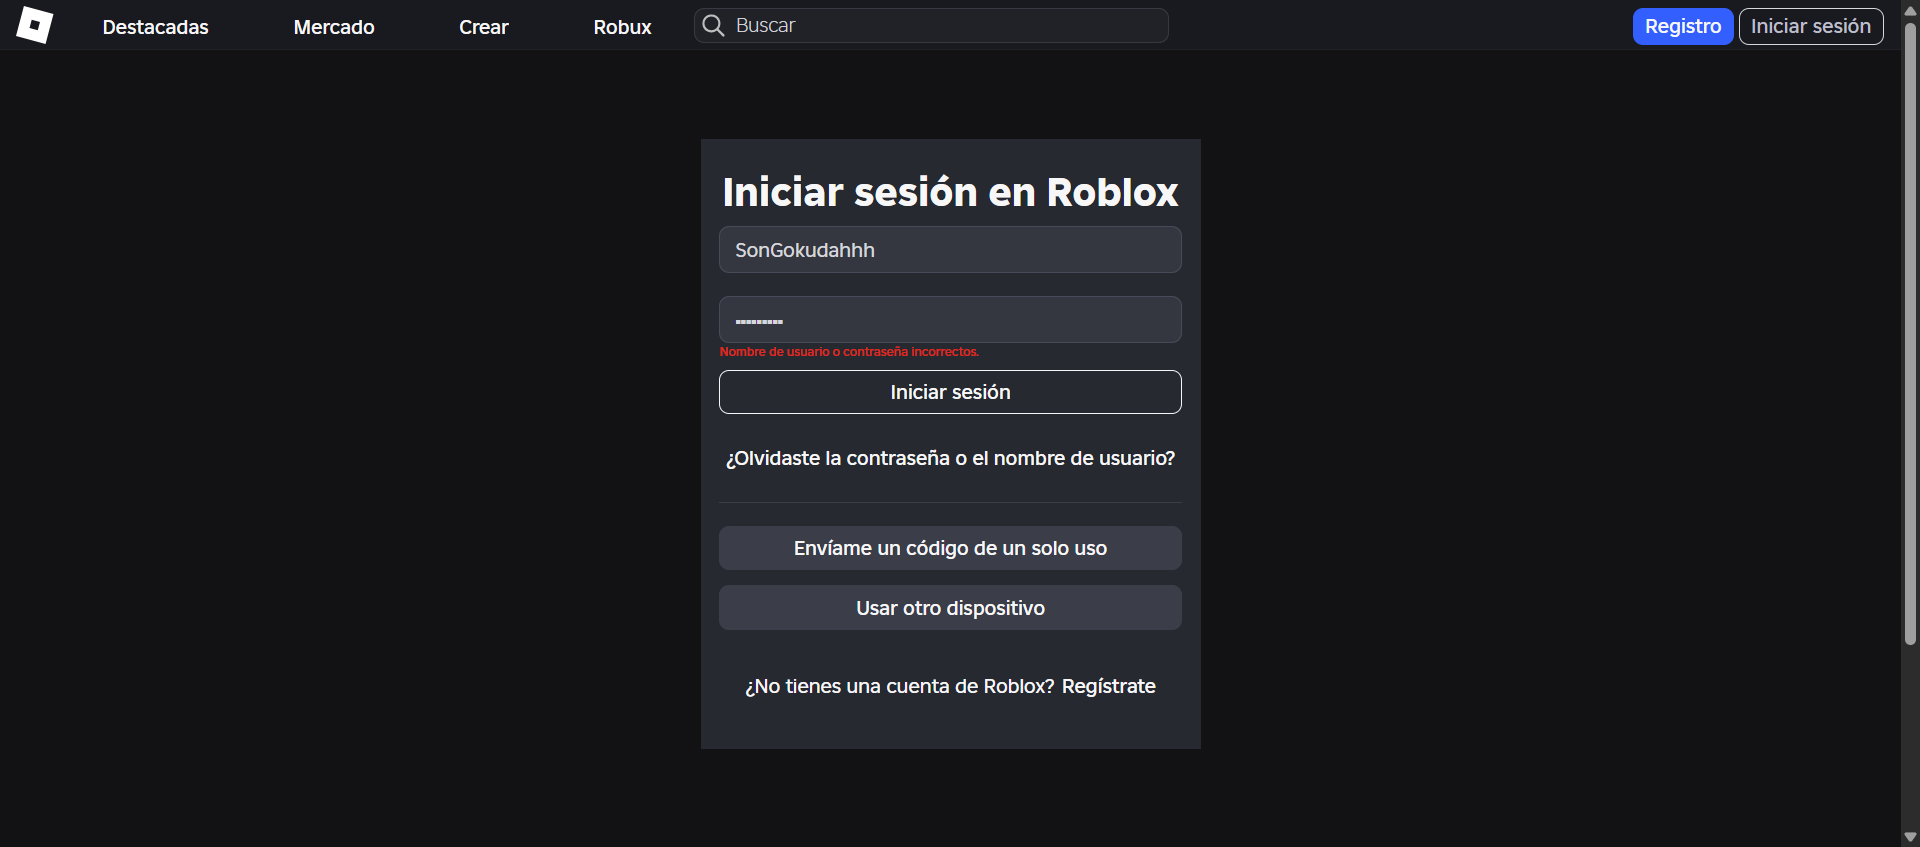 Destacadas Mercado Crear Robux Buscar Registro Iniciar sesión
Iniciar sesión en Roblox
SonGokudahhh
Nombre de usuario o contraseña incorrectos.
Iniciar sesión
¿Olvidaste la contraseña o el nombre de usuario?
Envíame un código de un solo uso
Usar otro dispositivo
¿No tienes una cuenta de Roblox? Regístrate